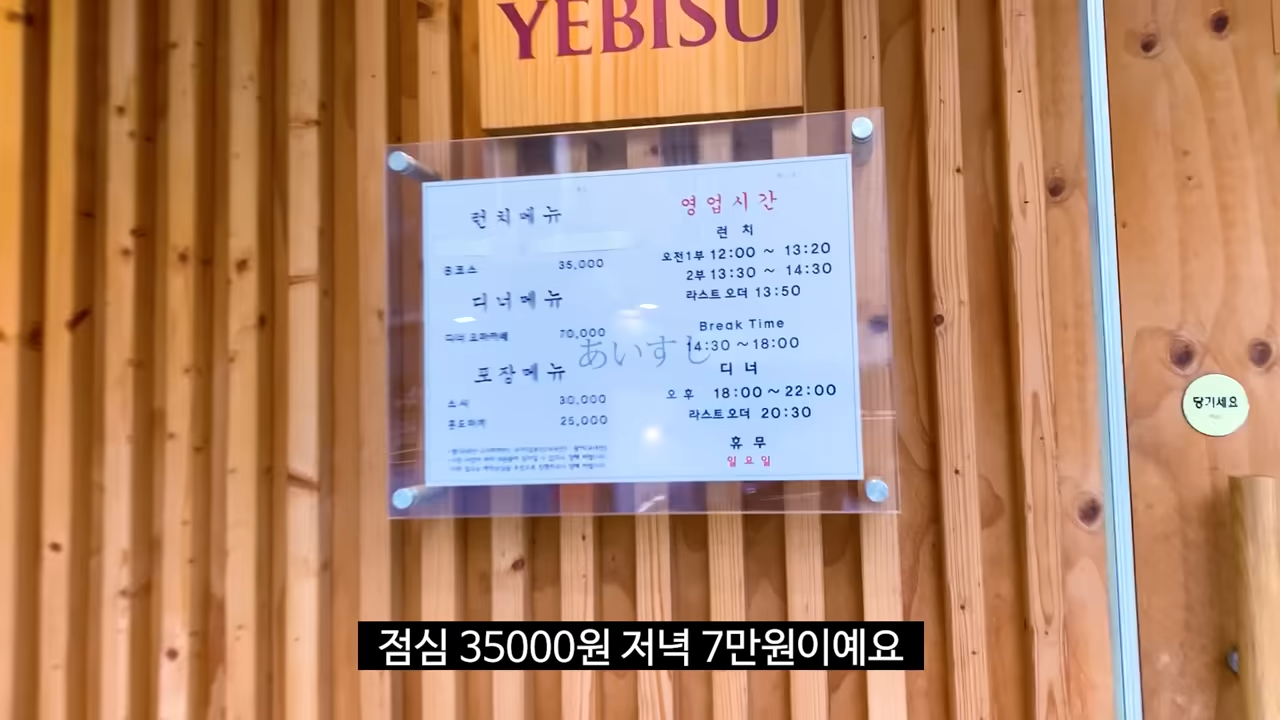 YEBISU
런치메뉴
35,000
디너메뉴
디너 오마카세 70,000
포장메뉴
스시 30,000
후토마끼 25,000
영업시간
런 치
오전1부 12:00 ~ 13:20
2부 13:30 ~ 14:30
라스트 오더 13:50
Break Time
14:30 ~ 18:00
あいすし
디 너
오 후 18:00 ~ 22:00
라스트 오더 20:30
휴 무
일 요 일
당기세요
점심 35000원 저녁 7만원이예요